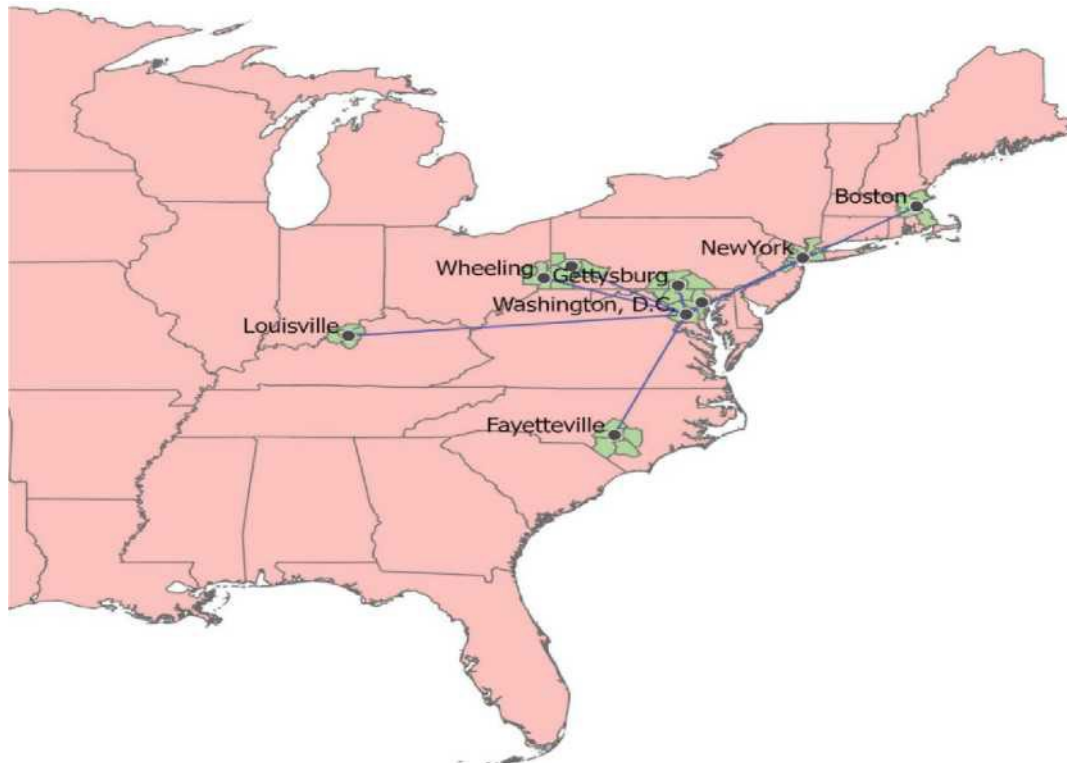 Boston
NewYork
Wheeling
Gettysburg
Washington, D.C.
Louisville
Fayetteville